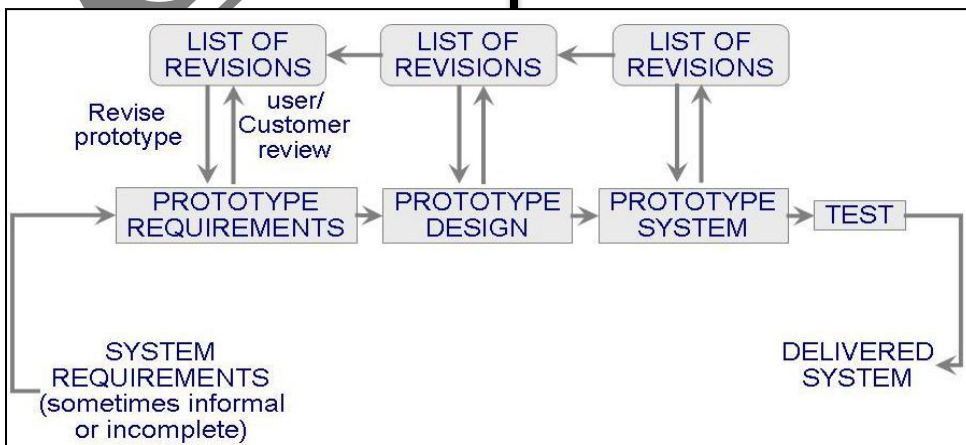 LIST OF
REVISIONS
LIST OF
REVISIONS
LIST OF
REVISIONS
Revise
prototype
user/
Customer
review
PROTOTYPE
REQUIREMENTS
PROTOTYPE
DESIGN
PROTOTYPE
SYSTEM
TEST
SYSTEM
REQUIREMENTS
(sometimes informal
or incomplete)
DELIVERED
SYSTEM